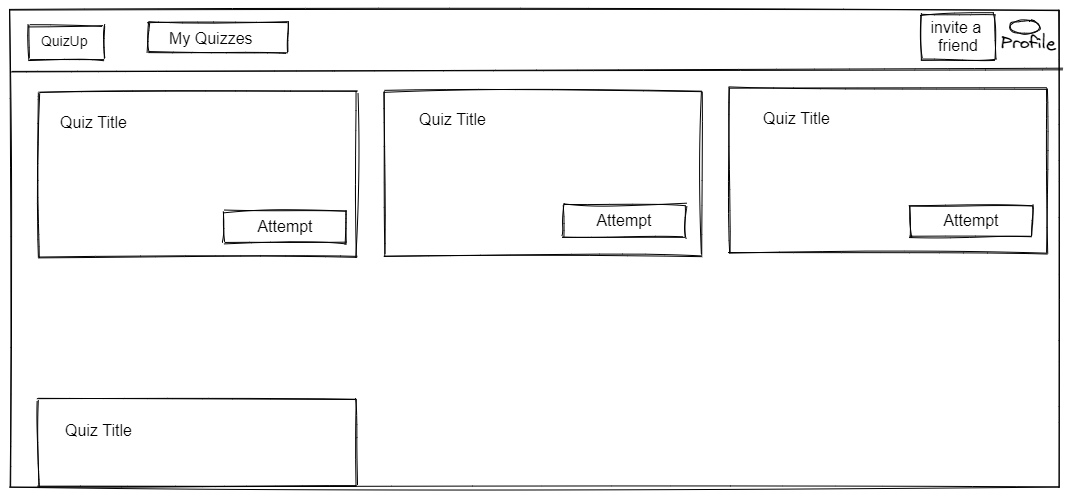 QuizUp
My Quizzes
invite a
friend
Profile
Quiz Title
Quiz Title
Quiz Title
Attempt
Attempt
Attempt
Quiz Title